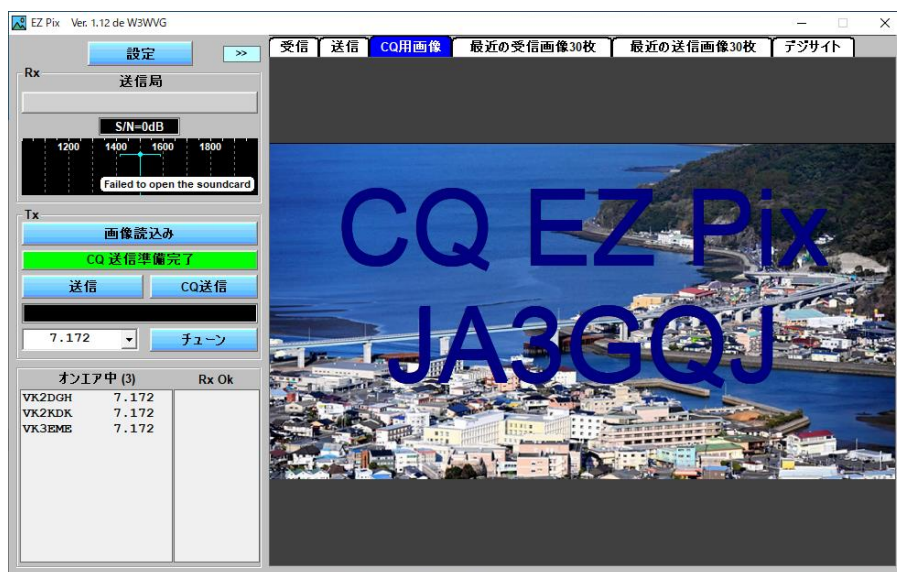 EZ Pix Ver. 1.12 de W3WVG
設定
>>
受信
送信
CQ用画像
最近の受信画像30枚
最近の送信画像30枚
デジサイト
Rx
送信局
S/N=0dB
1200 1400 1600 1800
Failed to open the soundcard
Tx
画像読込み
CQ 送信準備完了
送信
CQ送信
7.172
チューン
オンエア中 (3)
Rx Ok
VK2DGH 7.172
VK2KDK 7.172
VK3EME 7.172
CQ EZ Pix
JA3GQJ